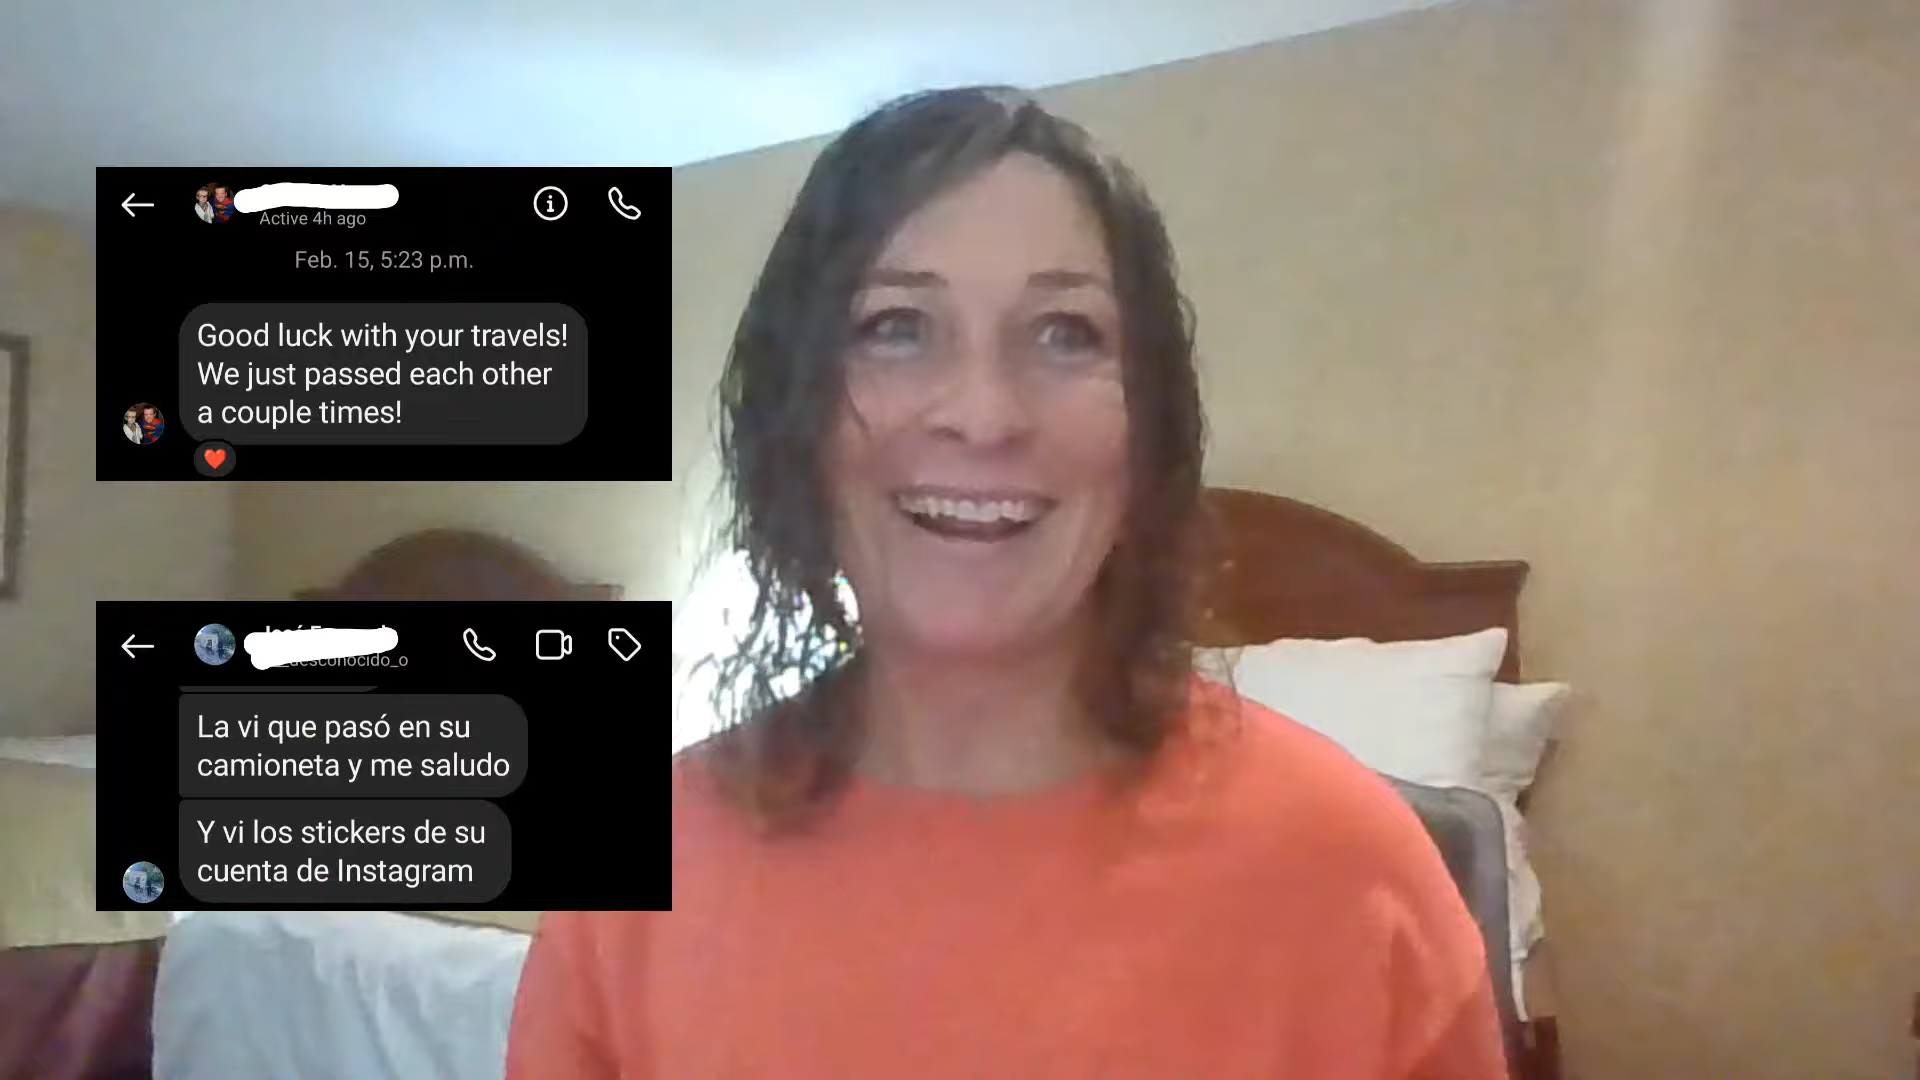 Active 4h ago
Feb. 15, 5:23 p.m.
Good luck with your travels!
We just passed each other
a couple times!
_desconocido_o
La vi que pasó en su
camioneta y me saludo
Y vi los stickers de su
cuenta de Instagram